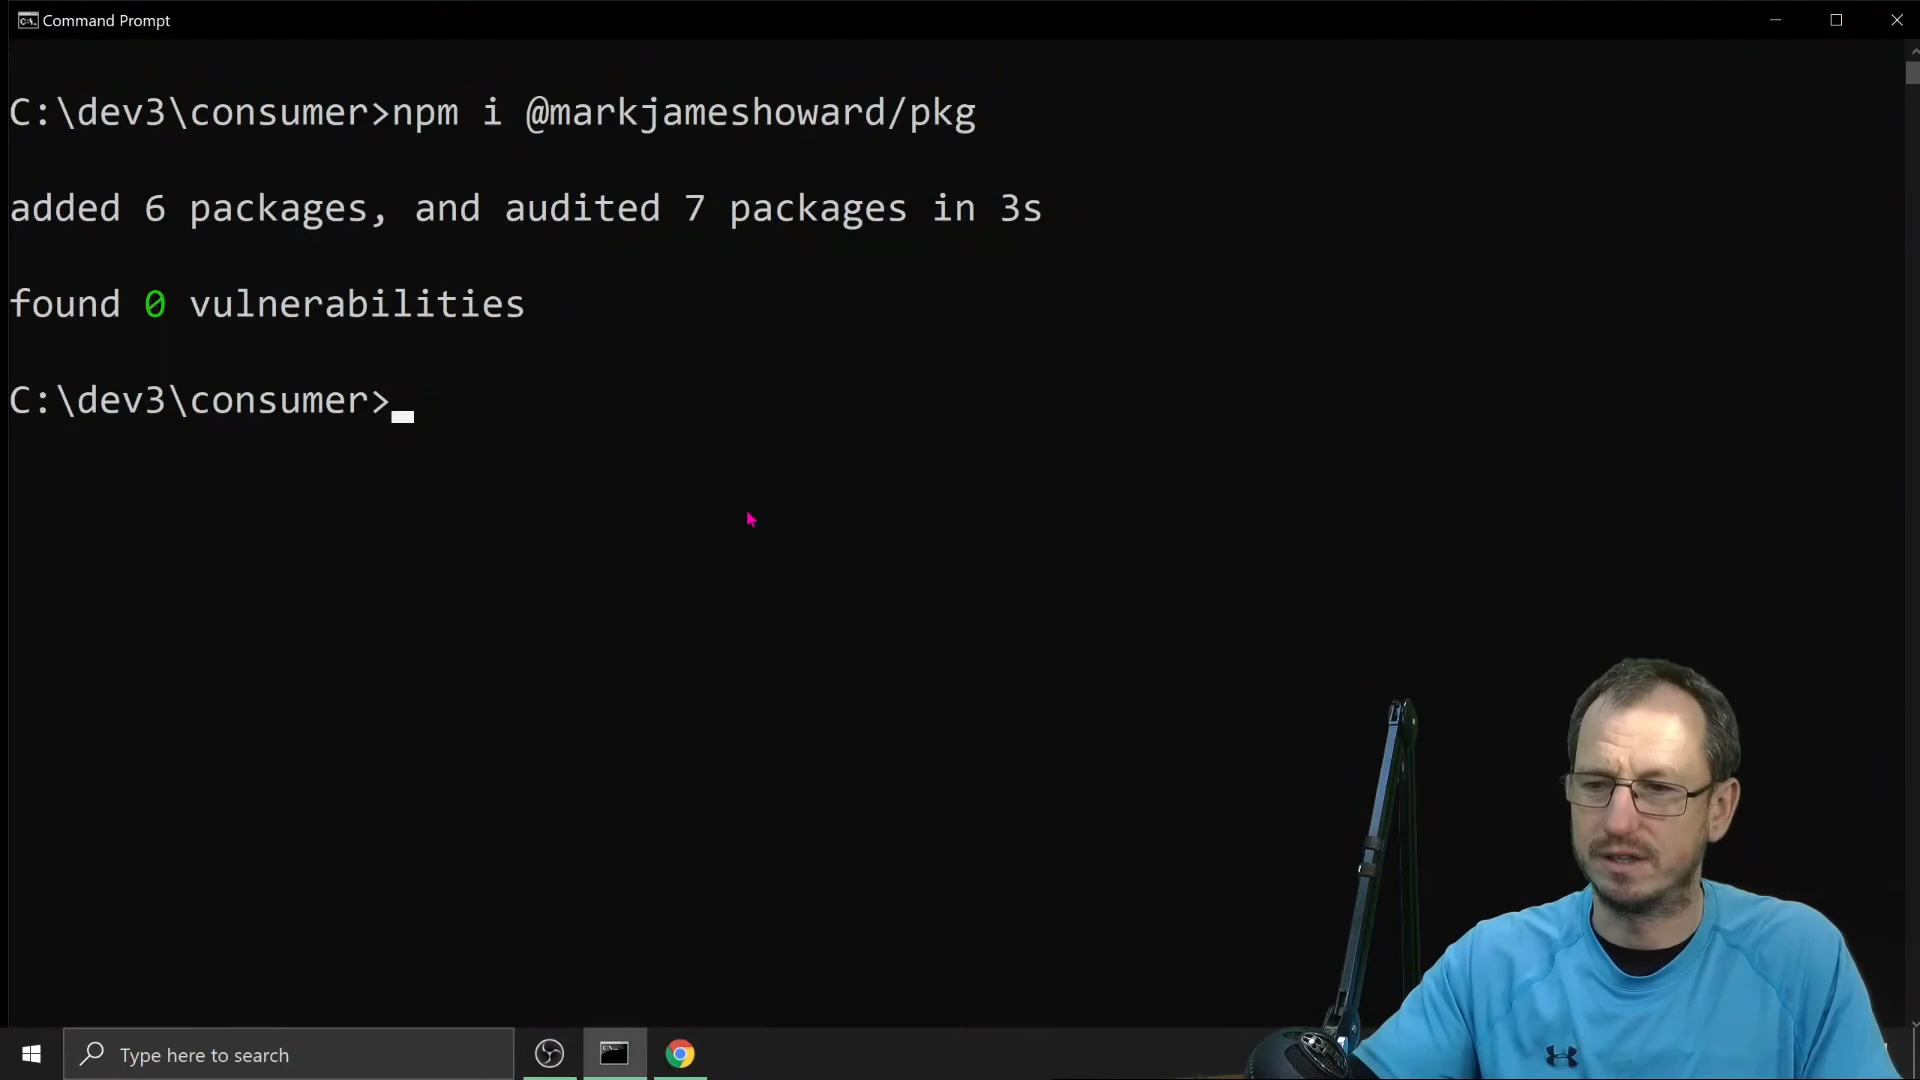 Command Prompt
C:\dev3\consumer>npm i @markjameshoward/pkg
added 6 packages, and audited 7 packages in 3s
found 0 vulnerabilities
C:\dev3\consumer>
Type here to search